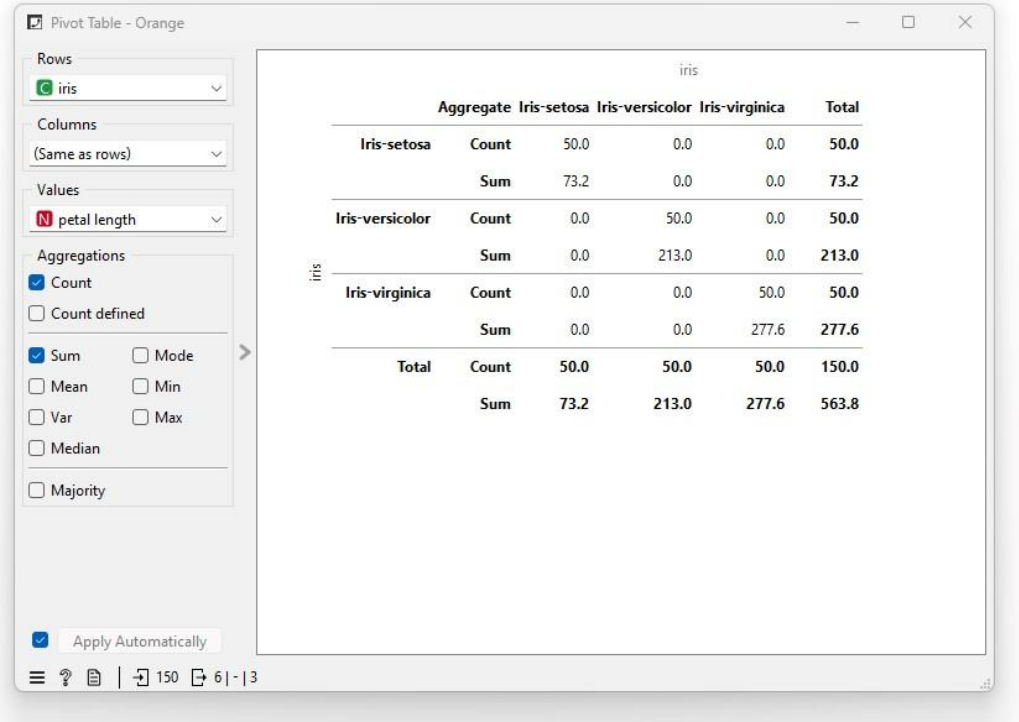 Pivot Table - Orange
Rows
C iris
Columns
(Same as rows)
Values
N petal length
Aggregations
Count
Count defined
Sum Mode
Mean Min
Var Max
Median
Majority
Apply Automatically
150 6 | - | 3
iris
Aggregate Iris-setosa Iris-versicolor Iris-virginica Total
iris
Iris-setosa Count 50.0 0.0 0.0 50.0
Sum 73.2 0.0 0.0 73.2
Iris-versicolor Count 0.0 50.0 0.0 50.0
Sum 0.0 213.0 0.0 213.0
Iris-virginica Count 0.0 0.0 50.0 50.0
Sum 0.0 0.0 277.6 277.6
Total Count 50.0 50.0 50.0 150.0
Sum 73.2 213.0 277.6 563.8